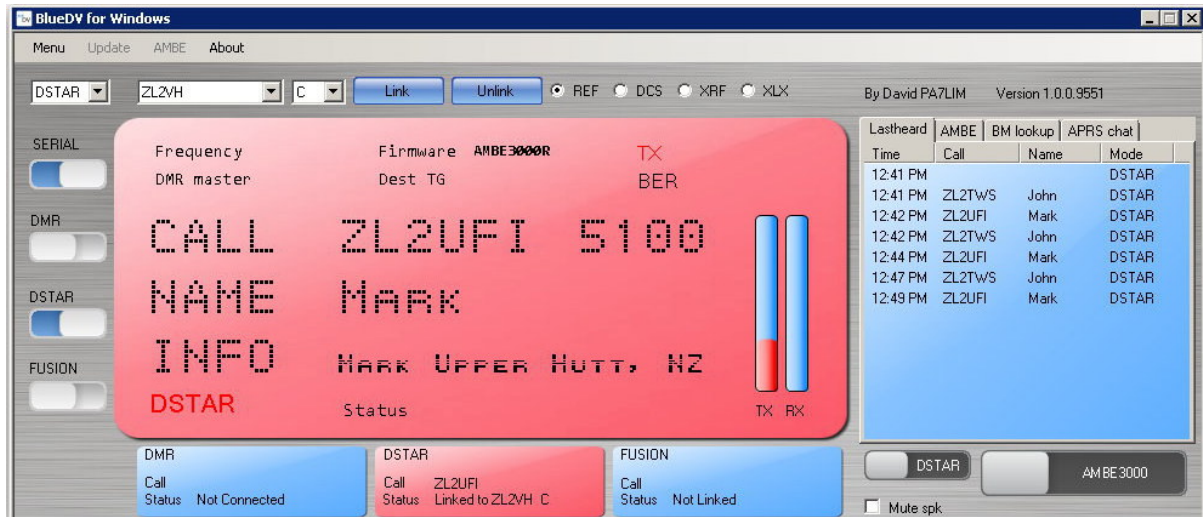 BlueDV for Windows
Menu Update AMBE About
DSTAR ZL2VH C Link Unlink REF DCS XRF XLX By David PA7LIM Version 1.0.0.9551
SERIAL
DMR
DSTAR
FUSION
Frequency Firmware AMBE3000R TX
DMR master Dest TG BER
CALL ZL2UFI 5100
NAME MARK
INFO MARK UPPER HUTT, NZ
DSTAR Status TX RX
Lastheard AMBE BM lookup APRS chat
Time Call Name Mode
12:41 PM DSTAR
12:41 PM ZL2TWS John DSTAR
12:42 PM ZL2UFI Mark DSTAR
12:42 PM ZL2TWS John DSTAR
12:44 PM ZL2UFI Mark DSTAR
12:47 PM ZL2TWS John DSTAR
12:49 PM ZL2UFI Mark DSTAR
DMR
Call
Status Not Connected
DSTAR
Call ZL2UFI
Status Linked to ZL2VH C
FUSION
Call
Status Not Linked
DSTAR AMBE3000
Mute spk